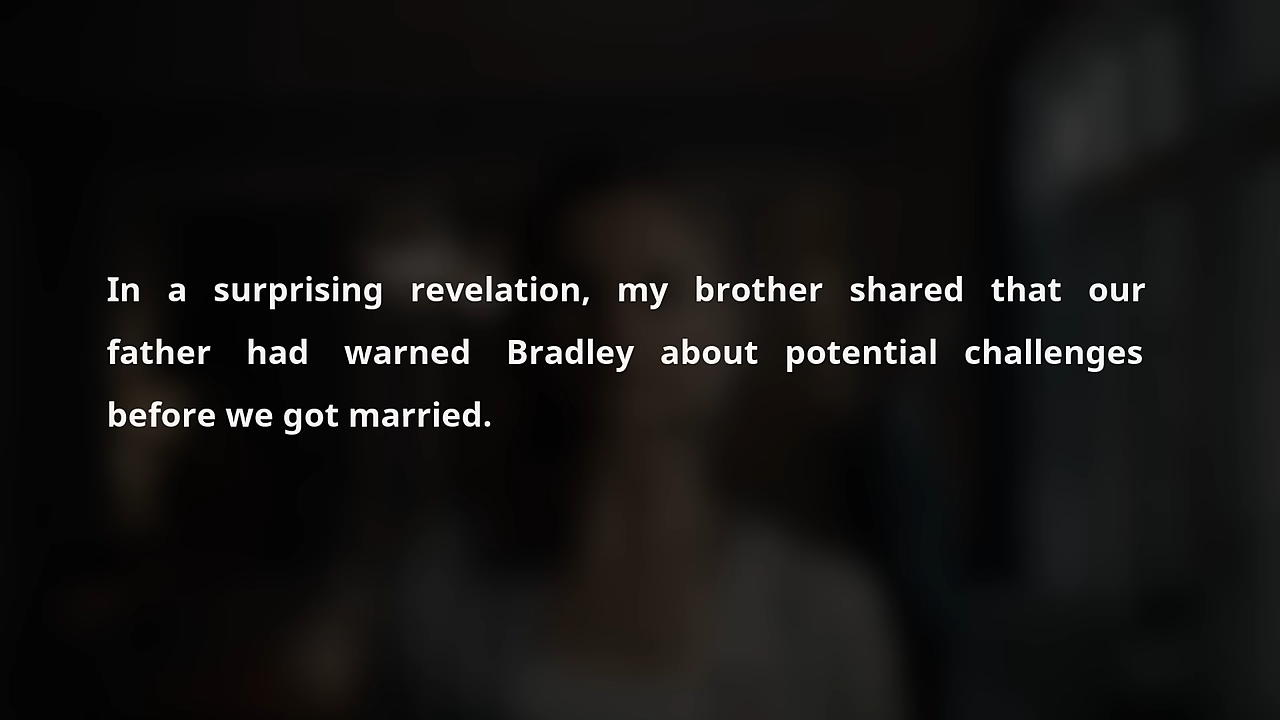 In a surprising revelation, my brother shared that our
father had warned Bradley about potential challenges
before we got married.